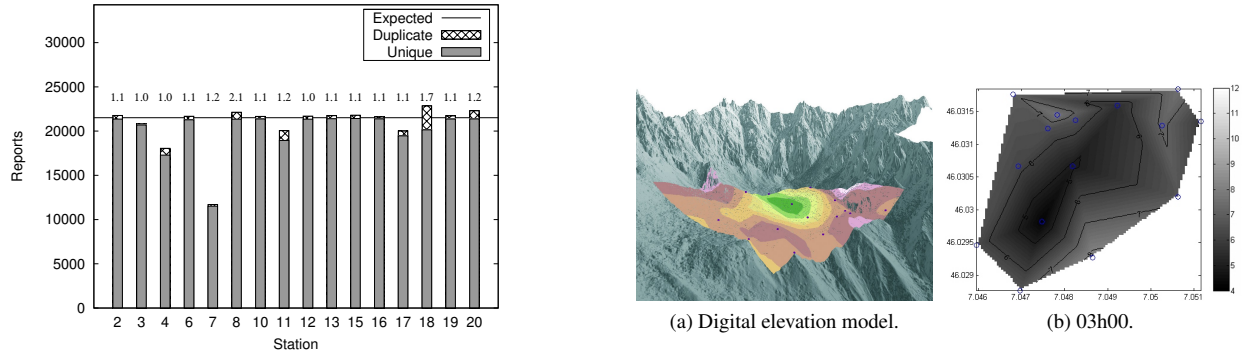 Expected
Duplicate
Unique
30000
25000
20000
15000
10000
5000
0
Reports
1.1 1.0 1.0 1.1 1.2 2.1 1.1 1.2 1.0 1.1 1.1 1.1 1.1 1.7 1.1 1.2
2 3 4 6 7 8 10 11 12 13 15 16 17 18 19 20
Station
(a) Digital elevation model.
46.0315
46.031
46.0305
46.03
46.0295
46.029
7.046 7.047 7.048 7.049 7.05 7.051
12
11
10
9
8
7
6
5
4
(b) 03h00.